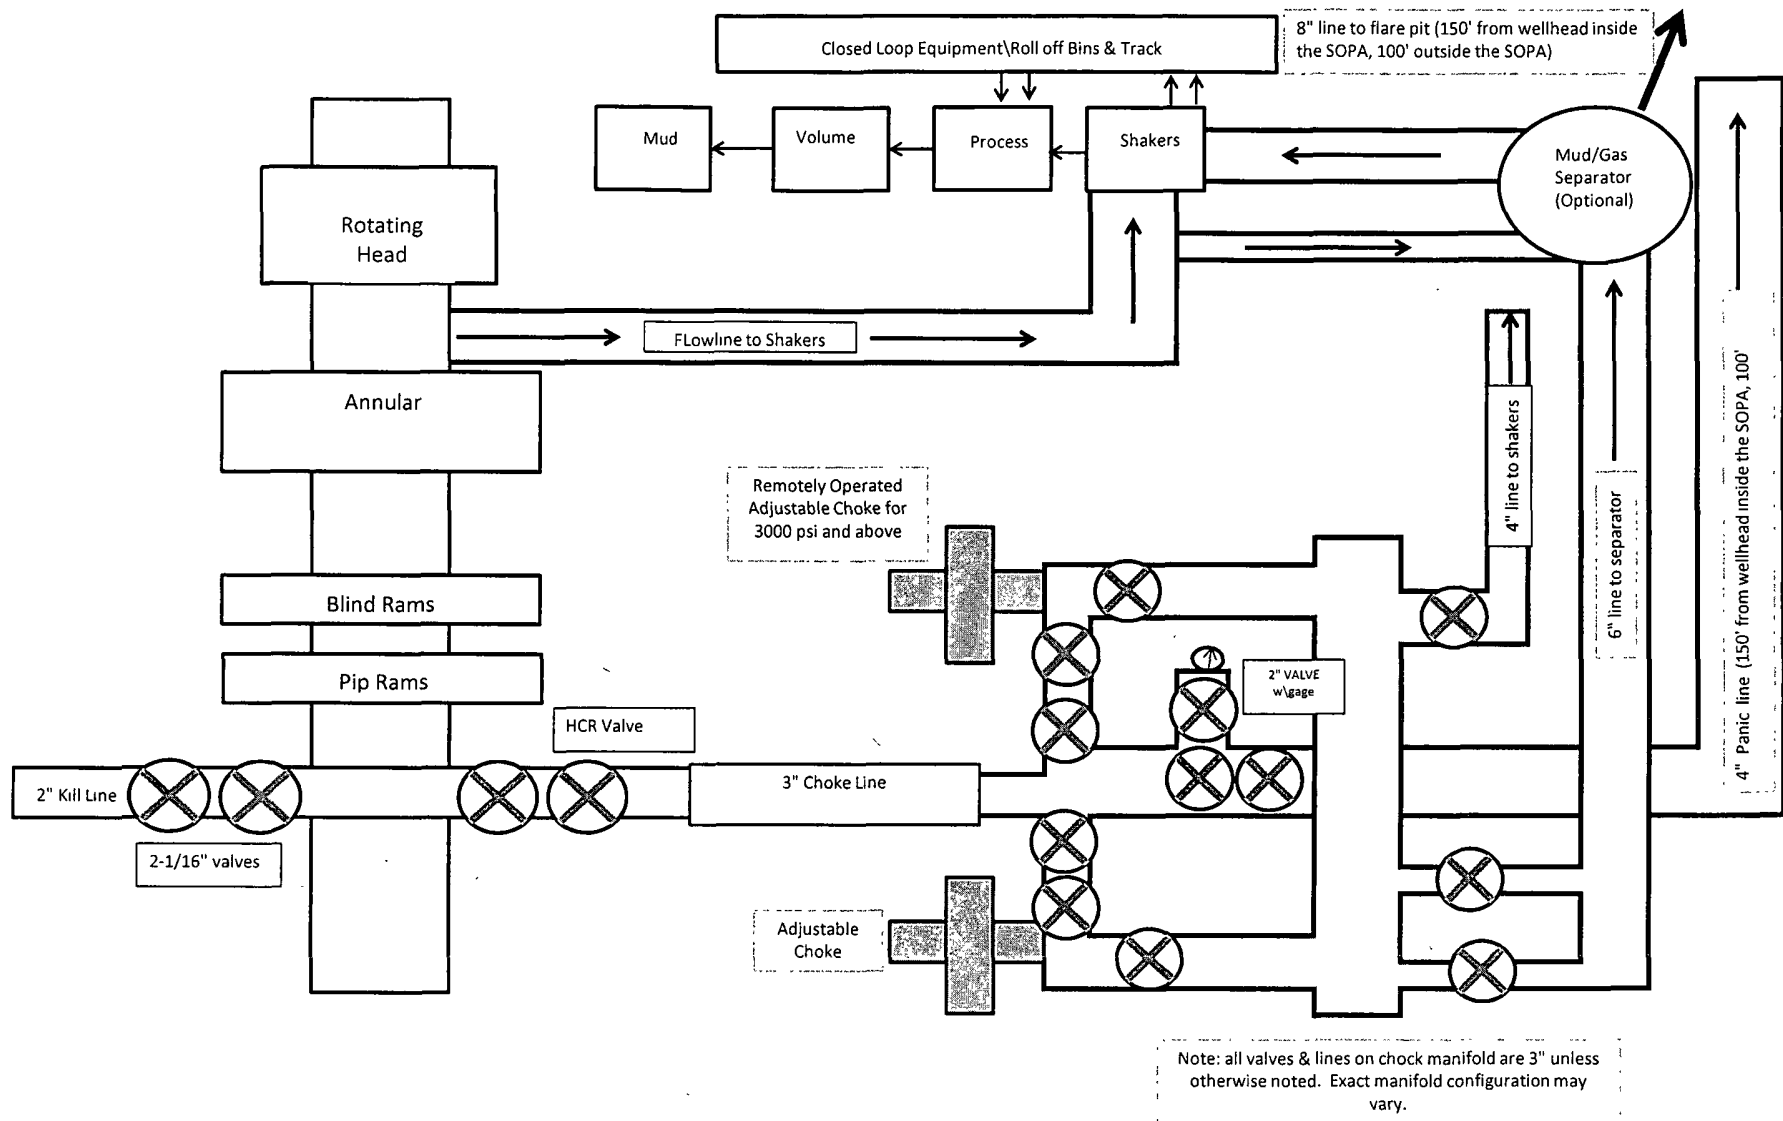 Closed Loop Equipment\Roll off Bins & Track
8" line to flare pit (150' from wellhead inside
the SOPA, 100' outside the SOPA)
Mud
Volume
Process
Shakers
Mud/Gas
Separator
(Optional)
Rotating
Head
FLowline to Shakers
Annular
Remotely Operated
Adjustable Choke for
3000 psi and above
4" line to shakers
6" line to separator
4" Panic line (150' from wellhead inside the SOPA, 100'
Blind Rams
Pip Rams
2" VALVE
w\gage
HCR Valve
2" Kill Line
3" Choke Line
2-1/16" valves
Adjustable
Choke
Note: all valves & lines on chock manifold are 3" unless
otherwise noted. Exact manifold configuration may
vary.